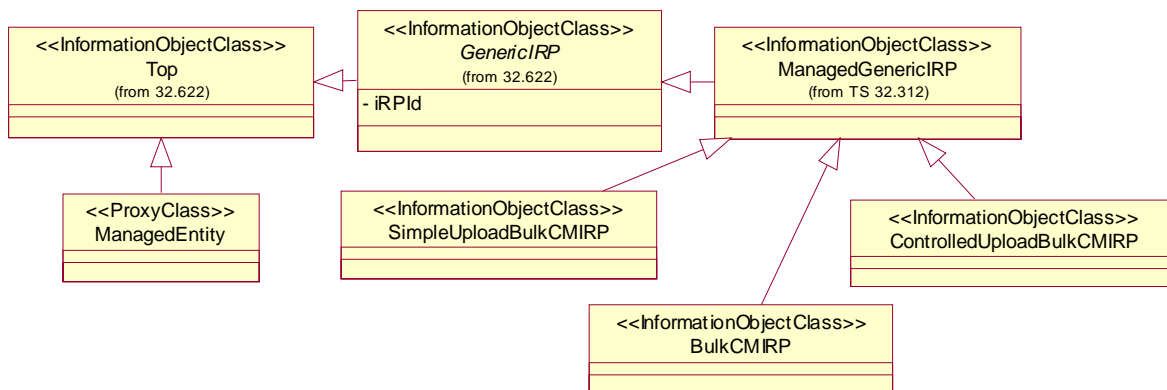 <<InformationObjectClass>>
Top
(from 32.622)
<<InformationObjectClass>>
GenericIRP
(from 32.622)
- iRPId
<<InformationObjectClass>>
ManagedGenericIRP
(from TS 32.312)
<<ProxyClass>>
ManagedEntity
<<InformationObjectClass>>
SimpleUploadBulkCMIRP
<<InformationObjectClass>>
ControlledUploadBulkCMIRP
<<InformationObjectClass>>
BulkCMIRP